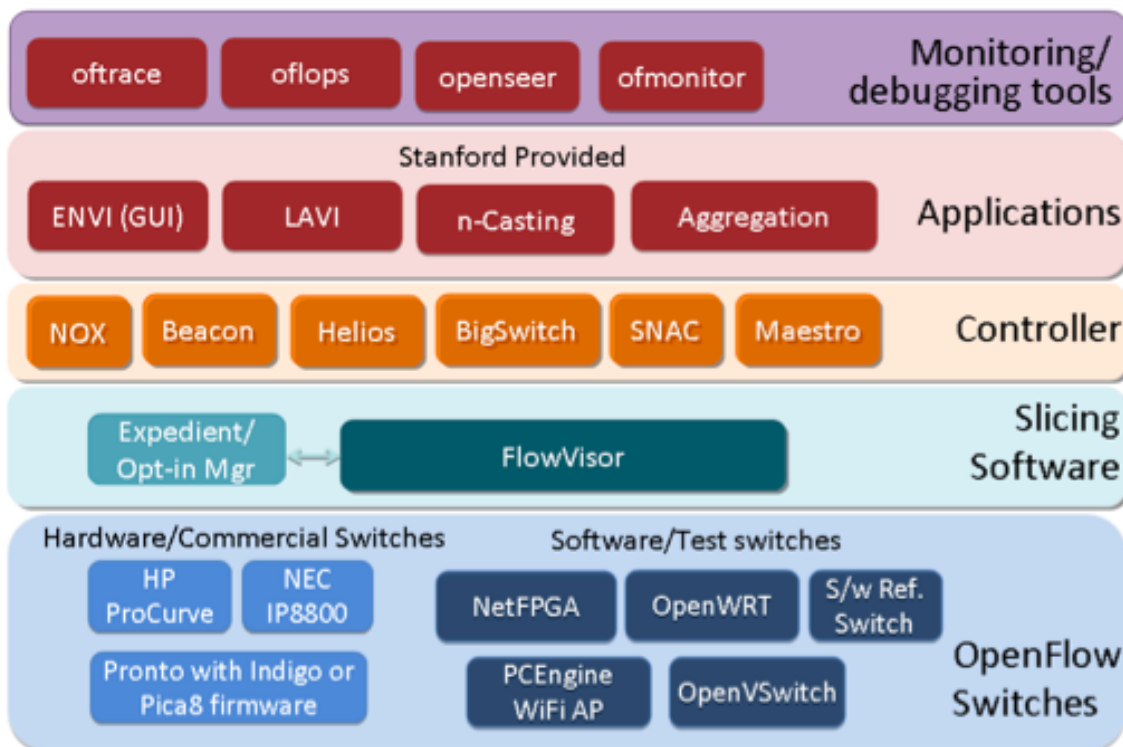 oftrace
oflops
openseer
ofmonitor
Monitoring/
debugging tools
Stanford Provided
ENVI (GUI)
LAVI
n-Casting
Aggregation
Applications
NOX
Beacon
Helios
BigSwitch
SNAC
Maestro
Controller
Expedient/
Opt-in Mgr
FlowVisor
Slicing
Software
Hardware/Commercial Switches
HP
ProCurve
NEC
IP8800
Pronto with Indigo or
Pica8 firmware
Software/Test switches
NetFPGA
OpenWRT
S/w Ref.
Switch
PCEngine
WiFi AP
OpenVSwitch
OpenFlow
Switches